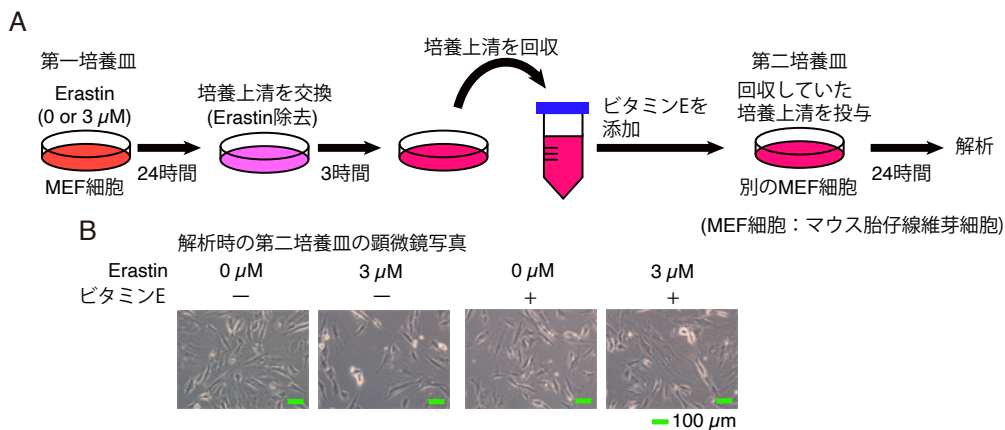 A
第一培養皿
Erastin
(0 or 3 µM)
MEF細胞
24時間
培養上清を交換
(Erastin除去)
3時間
培養上清を回収
ビタミンEを
添加
第二培養皿
回収していた
培養上清を投与
別のMEF細胞
24時間
解析
(MEF細胞：マウス胎仔線維芽細胞)
B
解析時の第二培養皿の顕微鏡写真
Erastin 0 µM 3 µM 0 µM 3 µM
ビタミンE － － + +
100 µm